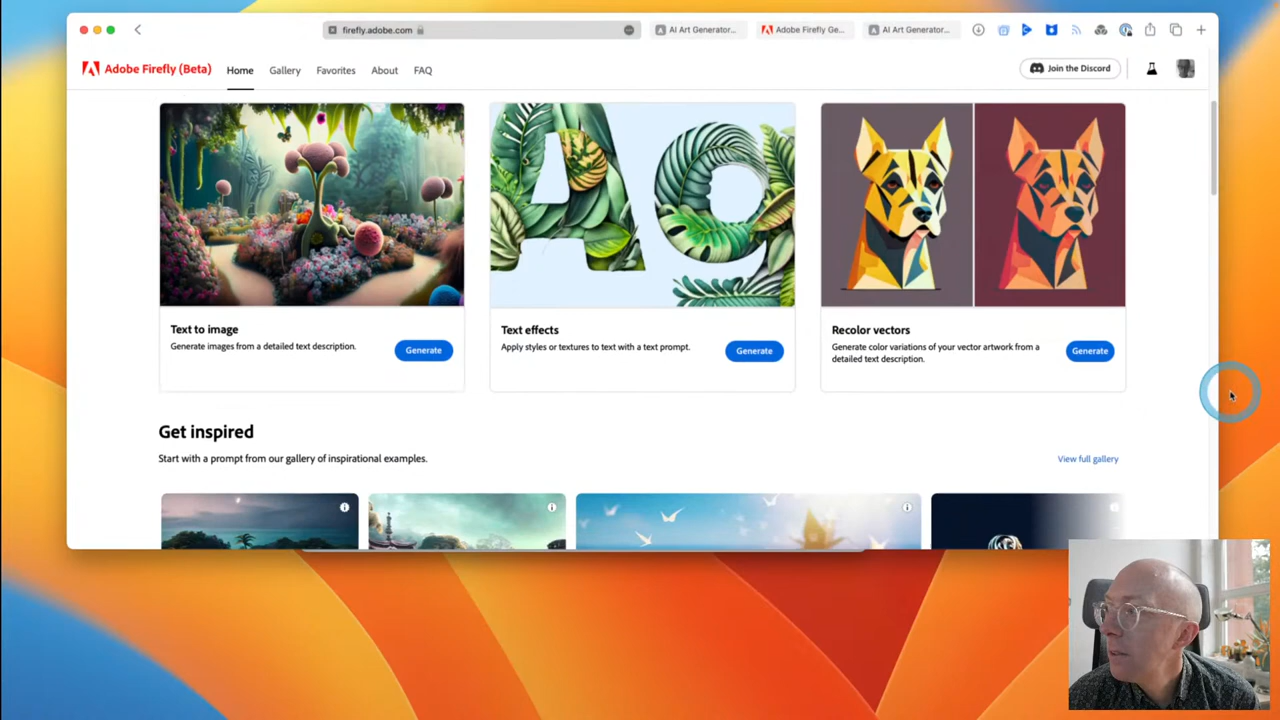 firefly.adobe.com
AI Art Generator...
Adobe Firefly Ge...
AI Art Generator...
Adobe Firefly (Beta)
Home
Gallery
Favorites
About
FAQ
Join the Discord
Ag
Text to image
Generate images from a detailed text description.
Generate
Text effects
Apply styles or textures to text with a text prompt.
Generate
Recolor vectors
Generate color variations of your vector artwork from a
detailed text description.
Generate
Get inspired
Start with a prompt from our gallery of inspirational examples.
View full gallery